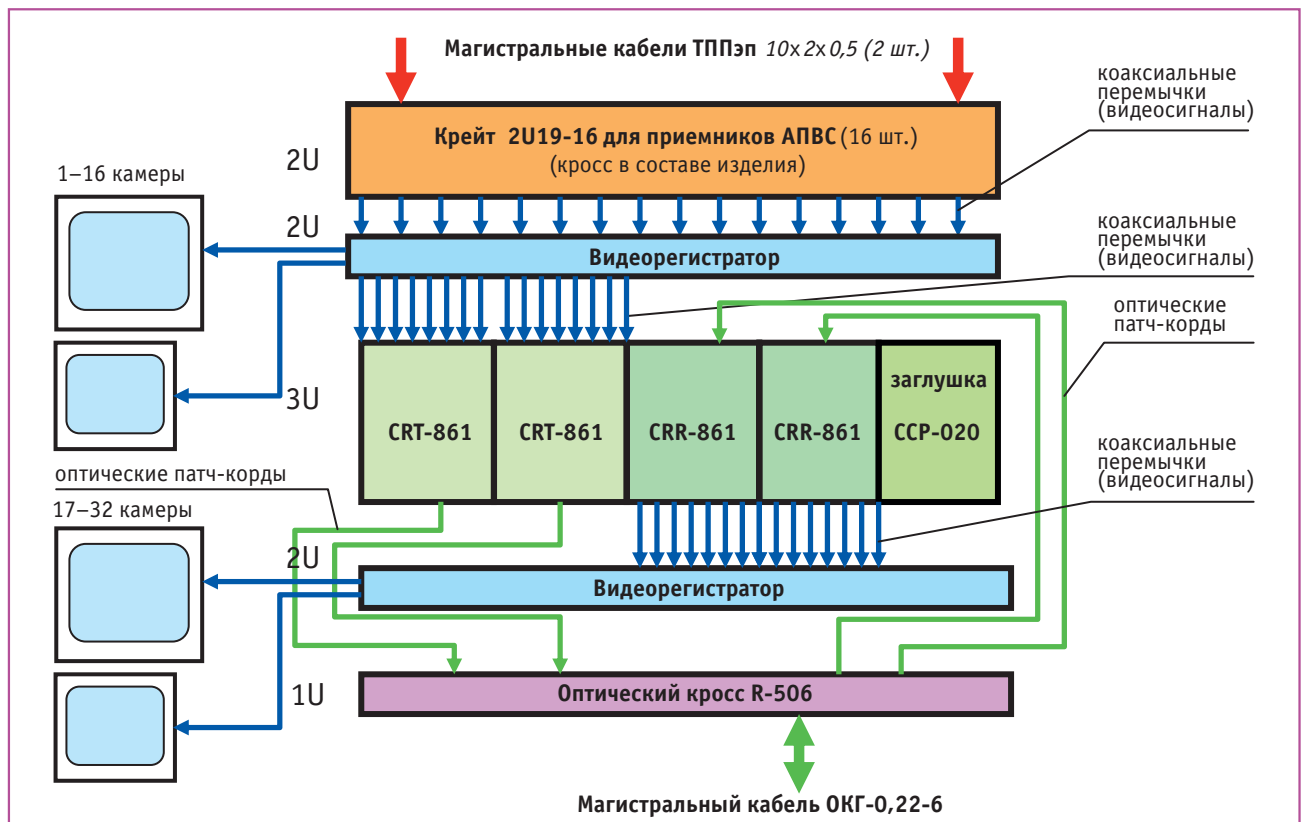 Магистральные кабели ТППэп 10х2х0,5 (2 шт.)
коаксиальные
перемычки
(видеосигналы)
Крейт 2U19-16 для приемников АПВС (16 шт.)
(кросс в составе изделия)
2U
1–16 камеры
2U
Видеорегистратор
коаксиальные
перемычки
(видеосигналы)
оптические
патч-корды
3U
CRT-861
CRT-861
CRR-861
CRR-861
заглушка
CCP-020
коаксиальные
перемычки
(видеосигналы)
оптические патч-корды
17–32 камеры
2U
Видеорегистратор
1U
Оптический кросс R-506
Магистральный кабель ОКГ-0,22-6